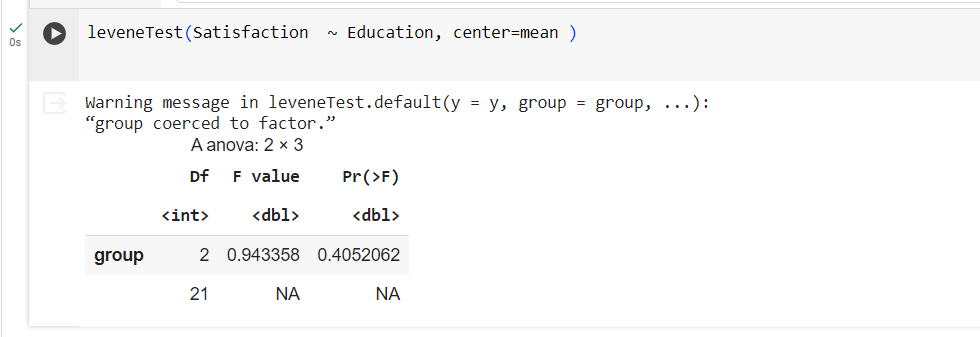 leveneTest(Satisfaction  ~ Education, center=mean )
0s
Warning message in leveneTest.default(y = y, group = group, ...):
“group coerced to factor.”
A anova: 2 × 3
Df F value Pr(>F)
<int> <dbl> <dbl>
group 2 0.943358 0.4052062
21 NA NA